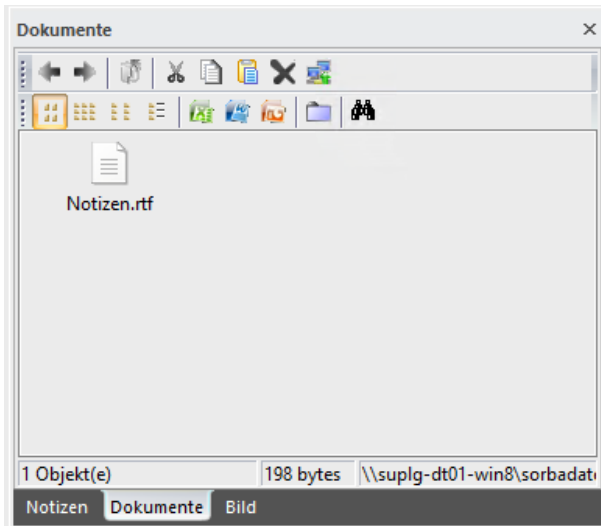 Dokumente
Notizen.rtf
1 Objekt(e) 198 bytes \\suplg-dt01-win8\sorbadat
Notizen Dokumente Bild